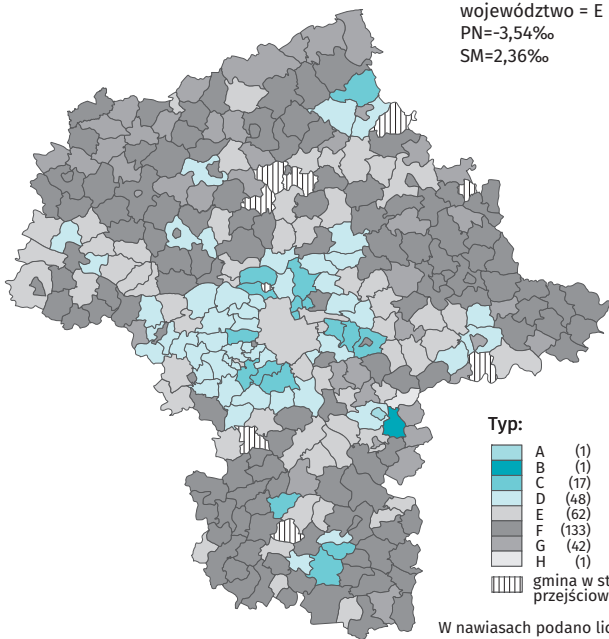 województwo = E
PN=-3,54‰
SM=2,36‰
Typ:
A (1)
B (1)
C (17)
D (48)
E (62)
F (133)
G (42)
H (1)
gmina w st
przejściow
W nawiasach podano lic